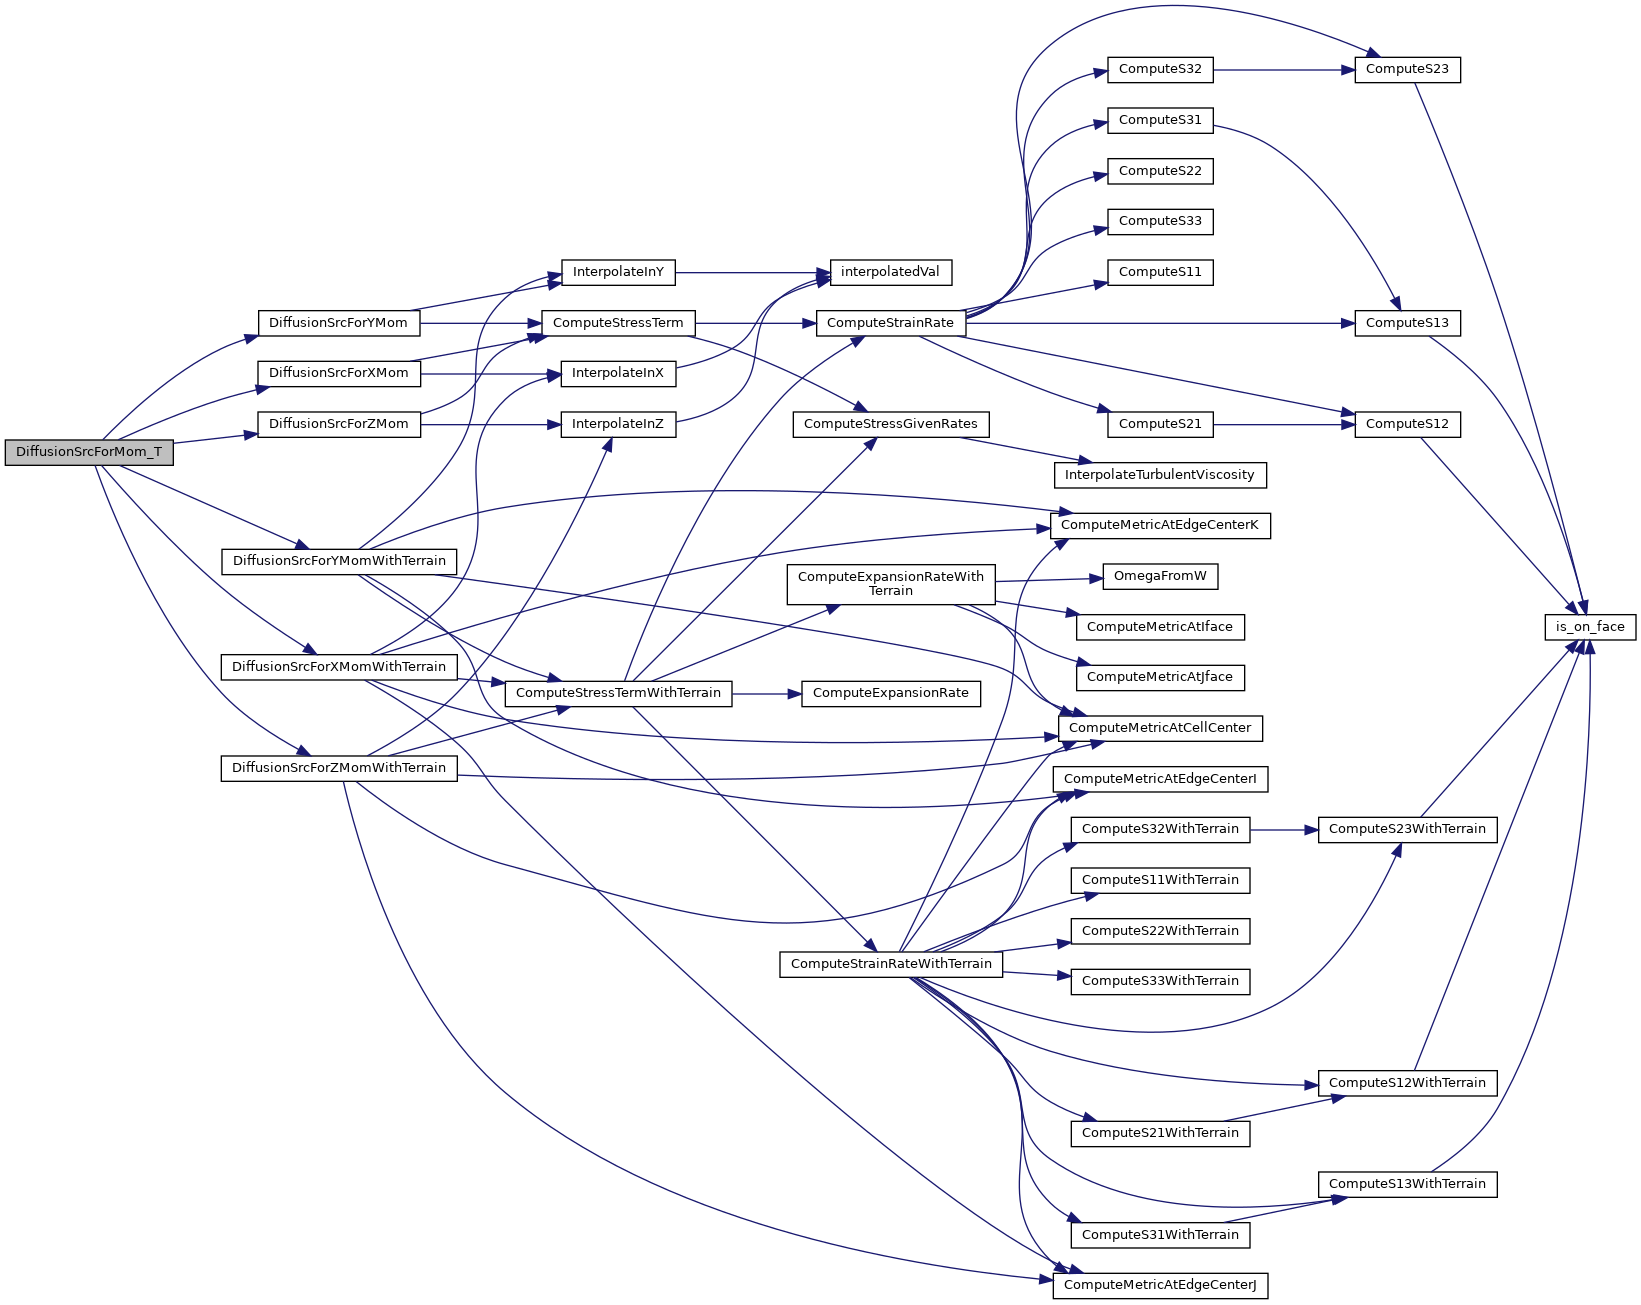 DiffusionSrcForMom_T
DiffusionSrcForYMom
DiffusionSrcForXMom
DiffusionSrcForZMom
DiffusionSrcForYMomWithTerrain
DiffusionSrcForXMomWithTerrain
DiffusionSrcForZMomWithTerrain
InterpolateInY
ComputeStressTerm
InterpolateInX
InterpolateInZ
ComputeStressTermWithTerrain
interpolatedVal
ComputeStrainRate
ComputeStressGivenRates
ComputeExpansionRateWith
Terrain
ComputeExpansionRate
ComputeStrainRateWithTerrain
ComputeS32
ComputeS31
ComputeS22
ComputeS33
ComputeS11
ComputeS21
InterpolateTurbulentViscosity
ComputeMetricAtEdgeCenterK
OmegaFromW
ComputeMetricAtIface
ComputeMetricAtJface
ComputeMetricAtCellCenter
ComputeMetricAtEdgeCenterI
ComputeS32WithTerrain
ComputeS11WithTerrain
ComputeS22WithTerrain
ComputeS33WithTerrain
ComputeS21WithTerrain
ComputeS31WithTerrain
ComputeMetricAtEdgeCenterJ
ComputeS23
ComputeS13
ComputeS12
ComputeS23WithTerrain
ComputeS12WithTerrain
ComputeS13WithTerrain
is_on_face